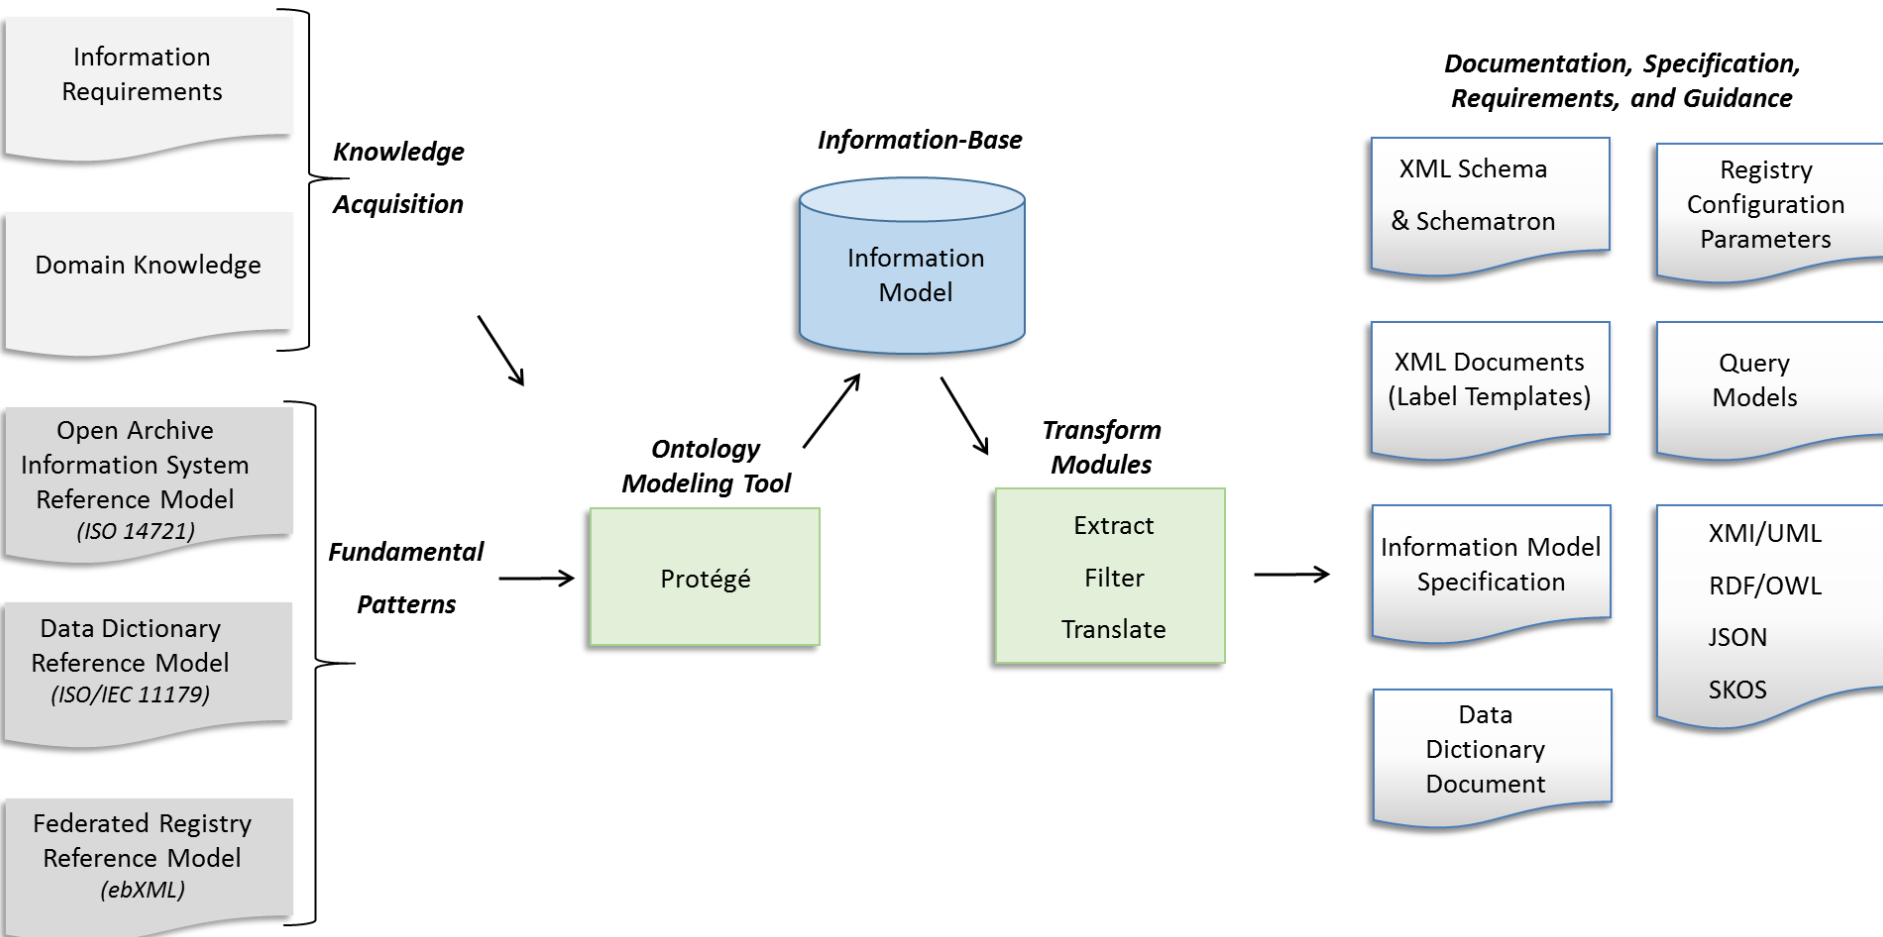 Information
Requirements
Domain Knowledge
Knowledge
Acquisition
Open Archive
Information System
Reference Model
(ISO 14721)
Data Dictionary
Reference Model
(ISO/IEC 11179)
Federated Registry
Reference Model
(ebXML)
Fundamental
Patterns
Ontology
Modeling Tool
Protégé
Information-Base
Information
Model
Transform
Modules
Extract
Filter
Translate
Documentation, Specification,
Requirements, and Guidance
XML Schema
& Schematron
Registry
Configuration
Parameters
XML Documents
(Label Templates)
Query
Models
Information Model
Specification
XMI/UML
RDF/OWL
JSON
SKOS
Data
Dictionary
Document